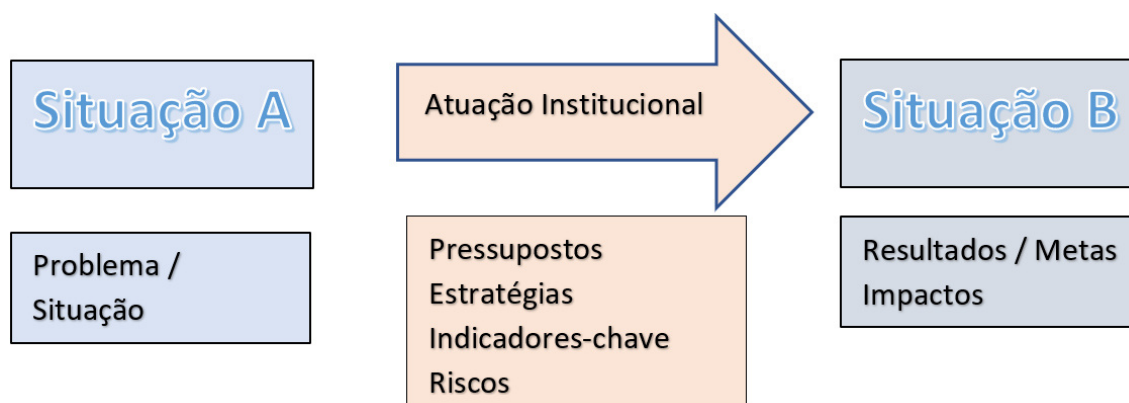 Situação A
Atuação Institucional
Situação B
Problema /
Situação
Pressupostos
Estratégias
Indicadores-chave
Riscos
Resultados / Metas
Impactos